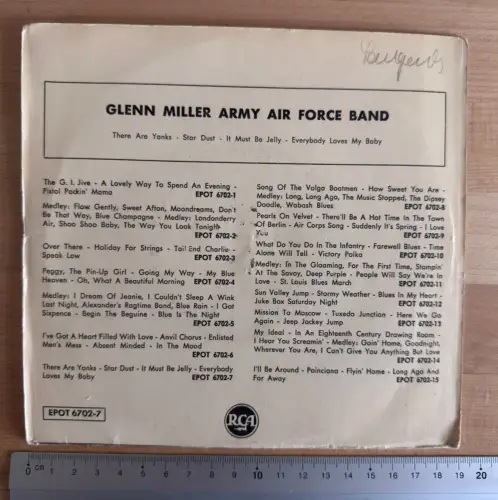 GLENN MILLER ARMY AIR FORCE BAND
There Are Yanks - Star Dust - It Must Be Jelly - Everybody Loves My Baby
The G. I. Jive - A Lovely Way To Spend An Evening -
Pistol Packin' Mama EPOT 6702-1
Medley: Flow Gently, Sweet Afton, Moondreams, Don't
Be That Way, Blue Champagne - Medley: Londonderry
Air, Shoo Shoo Baby, The Way You Look Tonight
EPOT 6702-2
Over There - Holiday For Strings - Tail End Charlie -
Speak Low EPOT 6702-3
Peggy, The Pin-Up Girl - Going My Way - My Blue
Heaven - Oh, What A Beautiful Morning EPOT 6702-4
Medley: I Dream Of Jeanie, I Couldn't Sleep A Wink
Last Night, Alexander's Ragtime Band, Blue Rain - I Got
Sixpence - Begin The Beguine - Blue Is The Night
EPOT 6702-5
I've Got A Heart Filled With Love - Anvil Chorus - Enlisted
Men's Mess - Absent Minded - In The Mood
EPOT 6702-6
There Are Yanks - Star Dust - It Must Be Jelly - Everybody
Loves My Baby EPOT 6702-7
Song Of The Volga Boatmen - How Sweet You Are -
Medley: Long, Long Ago, The Music Stopped, The Dipsey
Doodle, Wabash Blues EPOT 6702-8
Pearls On Velvet - There'll Be A Hot Time In The Town
Of Berlin - Air Corps Song - Suddenly It's Spring - I Love
You EPOT 6702-9
What Do You Do In The Infantry - Farewell Blues - Time
Alone Will Tell - Victory Polka EPOT 6702-10
Medley: In The Gloaming, For The First Time, Stompin'
At The Savoy, Deep Purple - People Will Say We're In
Love - St. Louis Blues March EPOT 6702-11
Sun Valley Jump - Stormy Weather - Blues In My Heart -
Juke Box Saturday Night EPOT 6702-12
Mission To Moscow - Tuxedo Junction - Here We Go
Again - Jeep Jockey Jump EPOT 6702-13
My Ideal - In An Eighteenth Century Drawing Room -
I Hear You Screamin' - Medley: Goin' Home, Goodnight,
Wherever You Are, I Can't Give You Anything But Love
EPOT 6702-14
I'll Be Around - Poinciana - Flyin' Home - Long Ago And
Far Away EPOT 6702-15
EPOT 6702-7
RCA
0 cm 10 20